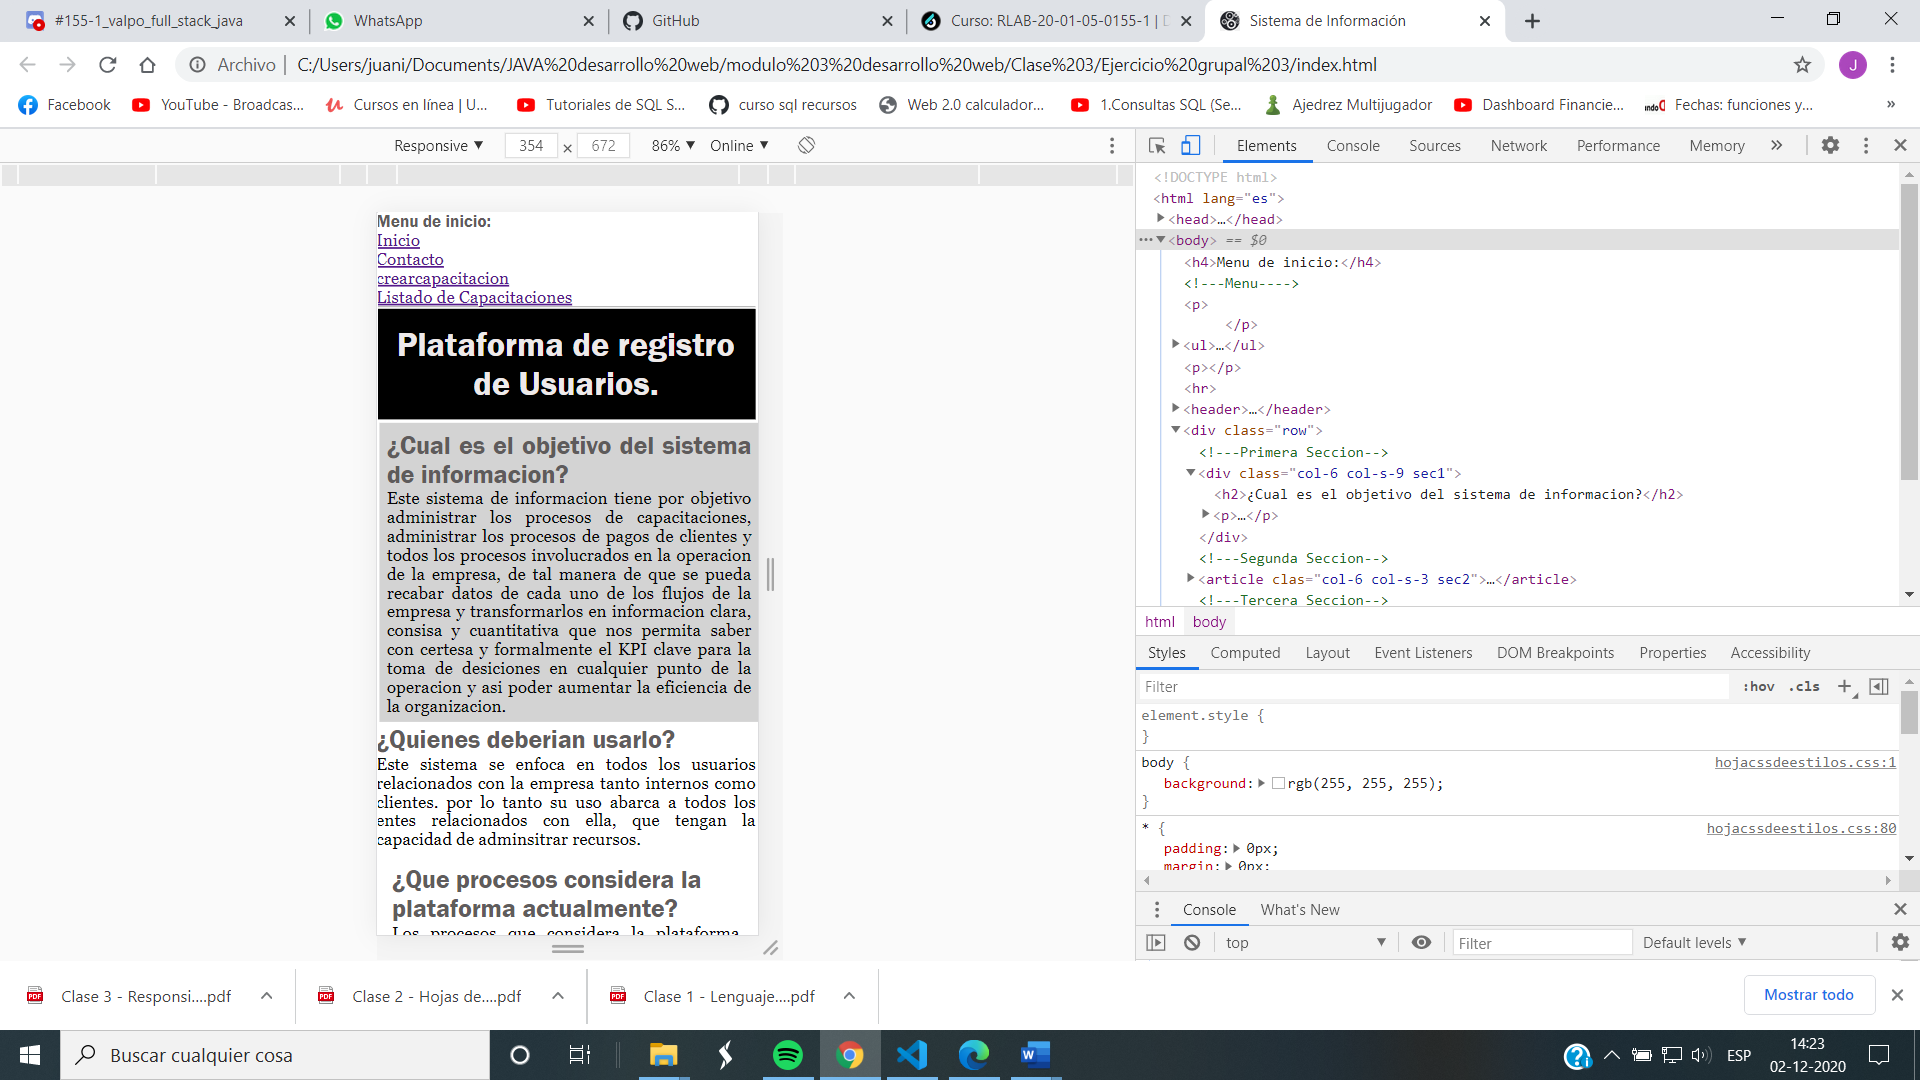 #155-1_valpo_full_stack_java
WhatsApp
GitHub
Curso: RLAB-20-01-05-0155-1 | D
Sistema de Información
Archivo | C:/Users/juani/Documents/JAVA%20desarrollo%20web/modulo%203%20desarrollo%20web/Clase%203/Ejercicio%20grupal%203/index.html
J
Facebook
YouTube - Broadcas...
Cursos en línea | U...
Tutoriales de SQL S...
curso sql recursos
Web 2.0 calculador...
1.Consultas SQL (Se...
Ajedrez Multijugador
Dashboard Financie...
Fechas: funciones y...
»
Responsive ▼ 354 × 672 86% ▼ Online ▼
Menu de inicio:
Inicio
Contacto
crearcapacitacion
Listado de Capacitaciones
Plataforma de registro
de Usuarios.
¿Cual es el objetivo del sistema
de informacion?
Este sistema de informacion tiene por objetivo
administrar los procesos de capacitaciones,
administrar los procesos de pagos de clientes y
todos los procesos involucrados en la operacion
de la empresa, de tal manera de que se pueda
recabar datos de cada uno de los flujos de la
empresa y transformarlos en informacion clara,
consisa y cuantitativa que nos permita saber
con certesa y formalmente el KPI clave para la
toma de desiciones en cualquier punto de la
operacion y asi poder aumentar la eficiencia de
la organizacion.
¿Quienes deberian usarlo?
Este sistema se enfoca en todos los usuarios
relacionados con la empresa tanto internos como
clientes. por lo tanto su uso abarca a todos los
entes relacionados con ella, que tengan la
capacidad de adminsitrar recursos.
¿Que procesos considera la
plataforma actualmente?
Los procesos que considera la plataforma
Elements Console Sources Network Performance Memory »
<!DOCTYPE html>
<html lang="es">
<head>…</head>
<body> == $0
<h4>Menu de inicio:</h4>
<!---Menu---->
<p>
</p>
<ul>…</ul>
<p></p>
<hr>
<header>…</header>
<div class="row">
<!---Primera Seccion-->
<div class="col-6 col-s-9 sec1">
<h2>¿Cual es el objetivo del sistema de informacion?</h2>
<p>…</p>
</div>
<!---Segunda Seccion-->
<article clas="col-6 col-s-3 sec2">…</article>
<!---Tercera Seccion-->
html body
Styles Computed Layout Event Listeners DOM Breakpoints Properties Accessibility
Filter :hov .cls +
element.style {
}
body { hojacssdeestilos.css:1
background: rgb(255, 255, 255);
}
* { hojacssdeestilos.css:80
padding: 0px;
margin: 0px;
Console What's New
top ▼ Filter Default levels ▼
PDF Clase 3 - Responsi....pdf
PDF Clase 2 - Hojas de....pdf
PDF Clase 1 - Lenguaje....pdf
Mostrar todo
Buscar cualquier cosa
ESP
14:23
02-12-2020